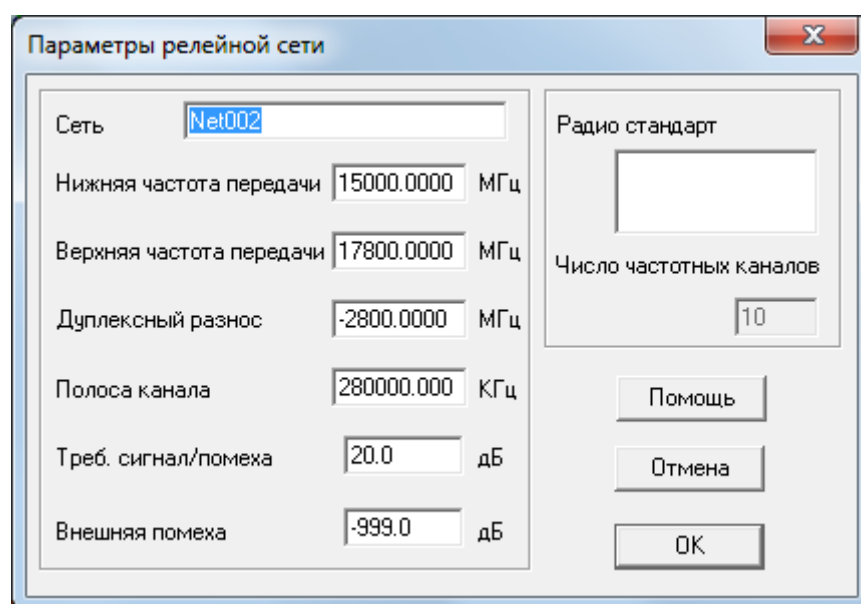 Параметры релейной сети
Сеть Net002
Нижняя частота передачи 15000.0000 МГц
Верхняя частота передачи 17800.0000 МГц
Дуплексный разнос -2800.0000 МГц
Полоса канала 280000.000 КГц
Треб. сигнал/помеха 20.0 дБ
Внешняя помеха -999.0 дБ
Радио стандарт
Число частотных каналов
10
Помощь
Отмена
OK